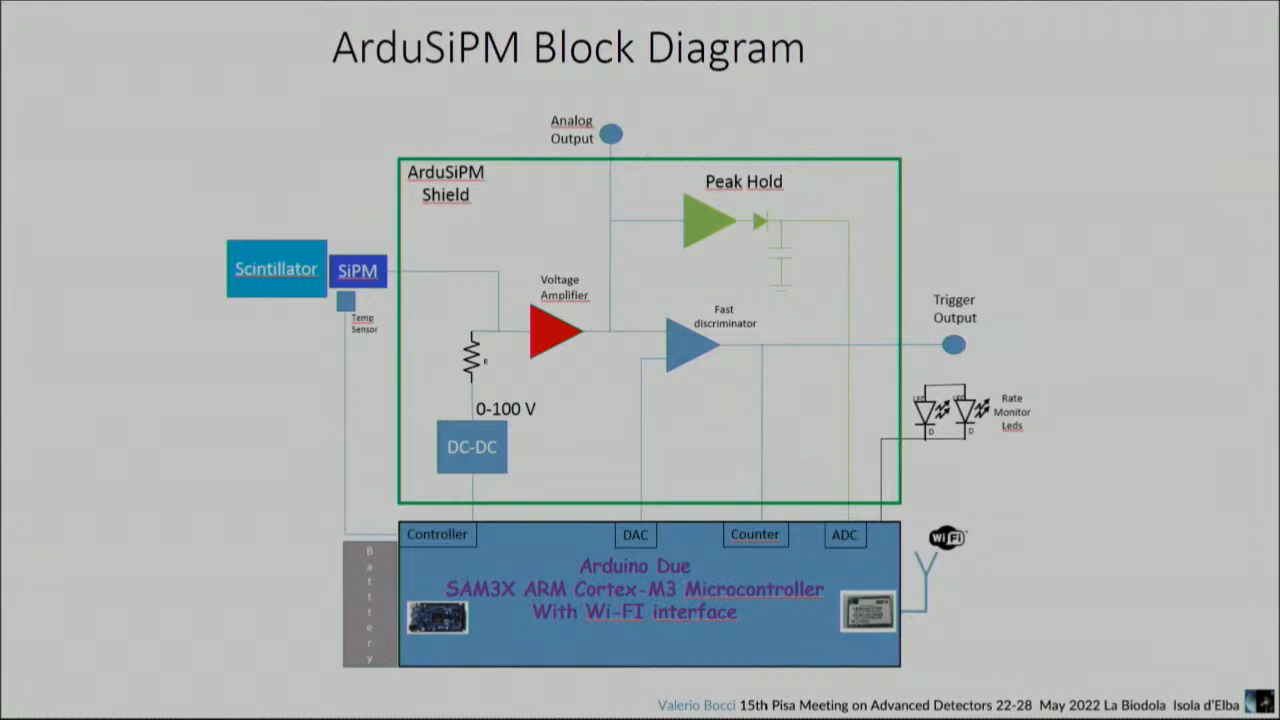 ArduSiPM Block Diagram
Analog
Output
ArduSiPM
Shield
Peak Hold
Scintillator
SiPM
Temp
Sensor
Voltage
Amplifier
Fast
discriminator
Trigger
Output
R
0-100 V
DC-DC
LED
LED
D
D
Rate
Monitor
Leds
Controller
DAC
Counter
ADC
Battery
Arduino Due
SAM3X ARM Cortex-M3 Microcontroller
With Wi-FI interface
WiFi
Valerio Bocci 15th Pisa Meeting on Advanced Detectors 22-28 May 2022 La Biodola Isola d'Elba